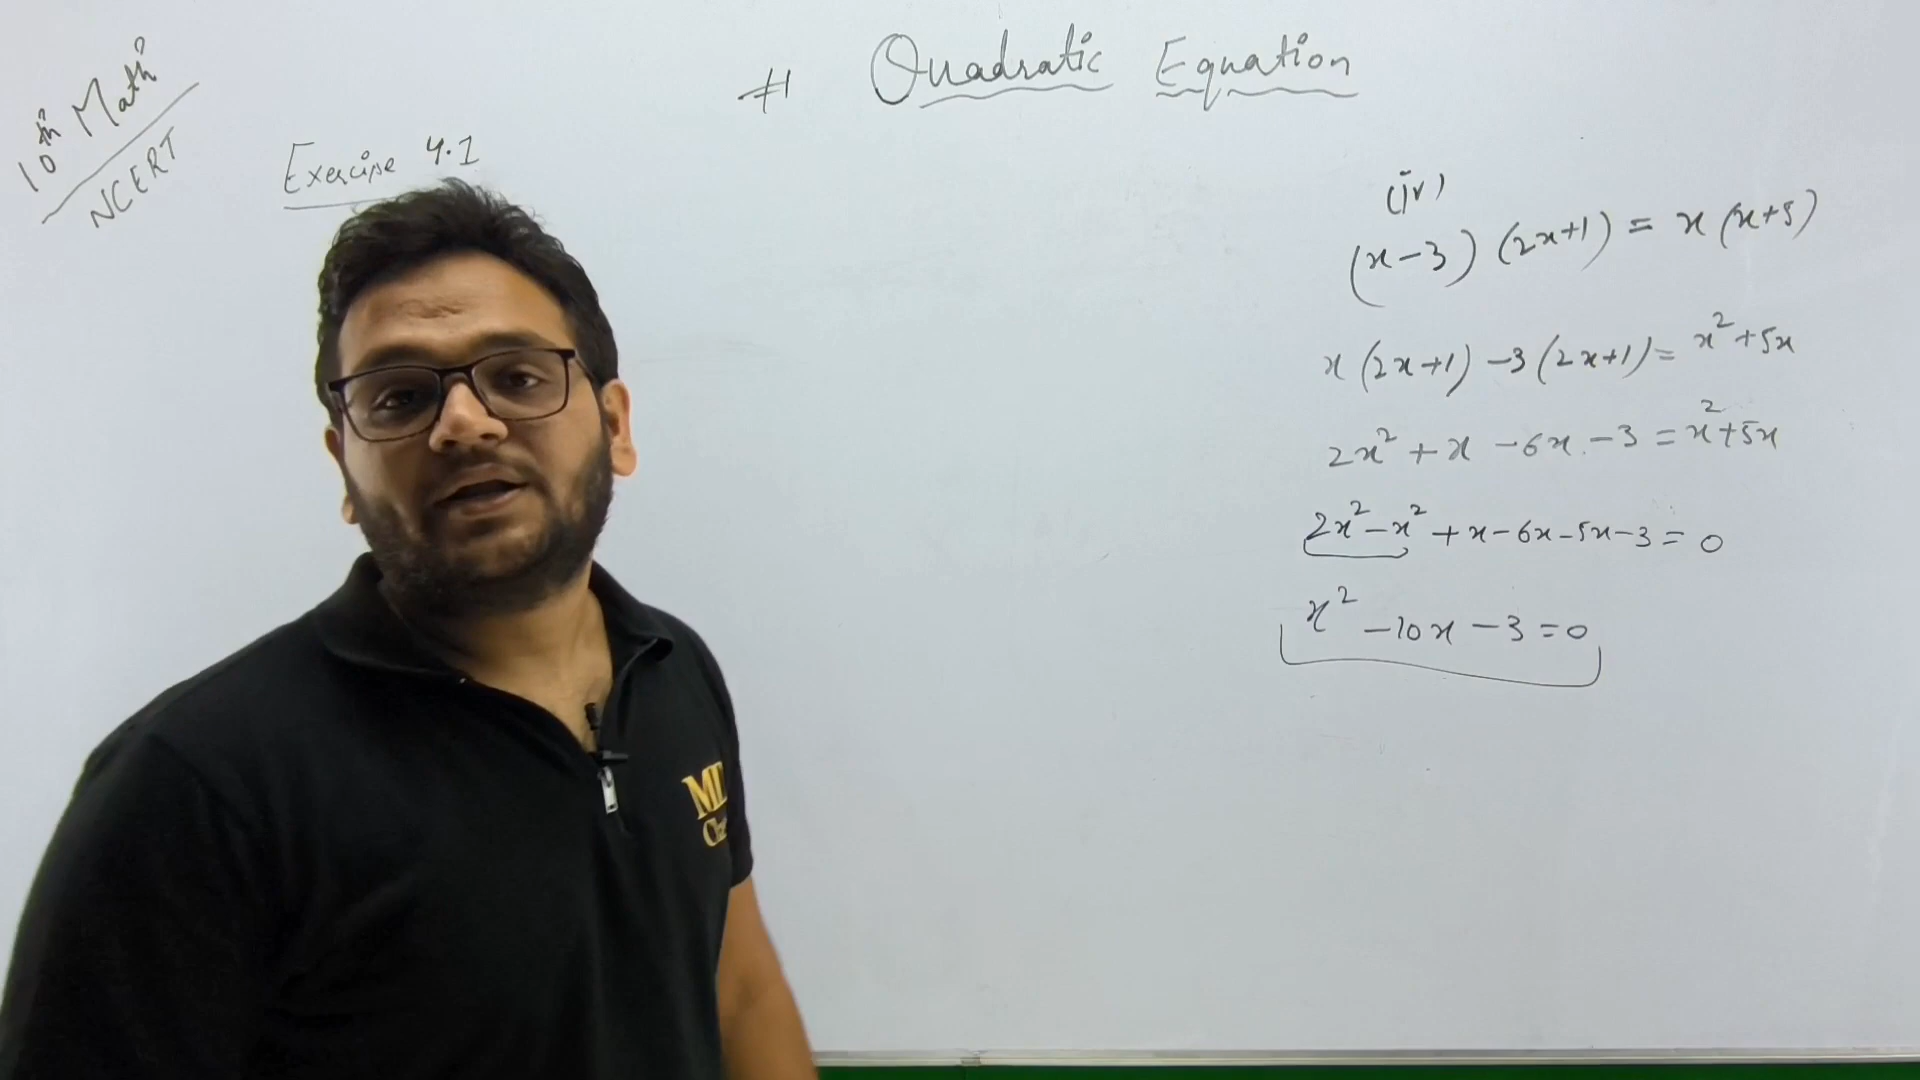 10th Math
NCERT
# Quadratic Equation
Exercise 4.1
(iv)
(x-3) (2x+1) = x (x+5)
x (2x+1) -3 (2x+1) = x² +5x
2x² + x -6x -3 = x²+5x
2x² -x² + x -6x -5x -3 = 0
x² -10x -3 =0